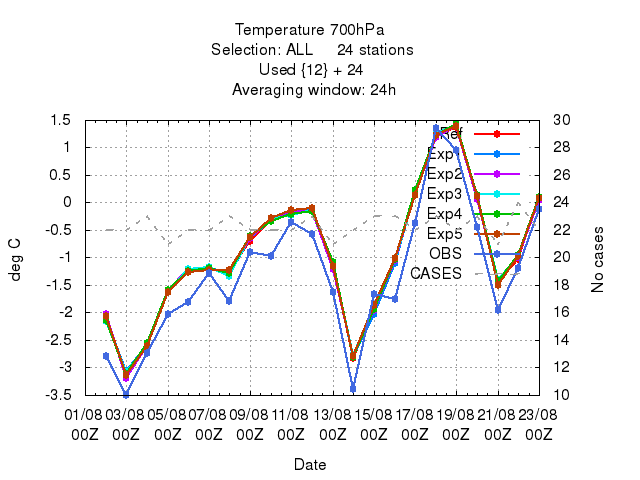 Temperature 700hPa
Selection: ALL     24 stations
Used {12} + 24
Averaging window: 24h
1.5
1
0.5
0
-0.5
-1
-1.5
-2
-2.5
-3
-3.5
deg C
30
28
26
24
22
20
18
16
14
12
10
No cases
Ref
Exp1
Exp2
Exp3
Exp4
Exp5
OBS
CASES
01/08 03/08 05/08 07/08 09/08 11/08 13/08 15/08 17/08 19/08 21/08 23/08
00Z 00Z 00Z 00Z 00Z 00Z 00Z 00Z 00Z 00Z 00Z 00Z
Date